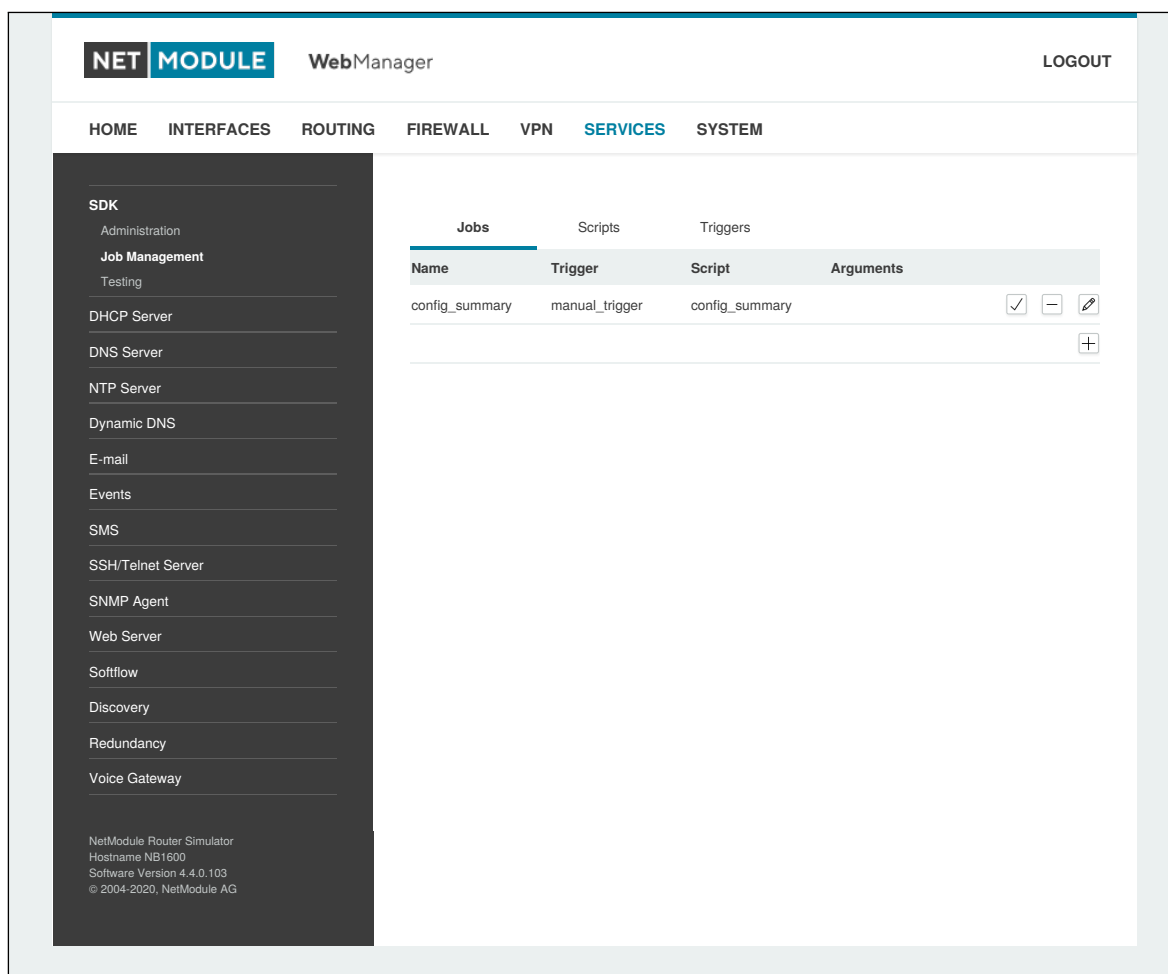 NET MODULE WebManager LOGOUT
HOME INTERFACES ROUTING FIREWALL VPN SERVICES SYSTEM
SDK
Administration
Job Management
Testing
DHCP Server
DNS Server
NTP Server
Dynamic DNS
E-mail
Events
SMS
SSH/Telnet Server
SNMP Agent
Web Server
Softflow
Discovery
Redundancy
Voice Gateway
NetModule Router Simulator
Hostname NB1600
Software Version 4.4.0.103
© 2004-2020, NetModule AG
Jobs Scripts Triggers
Name Trigger Script Arguments
config_summary manual_trigger config_summary